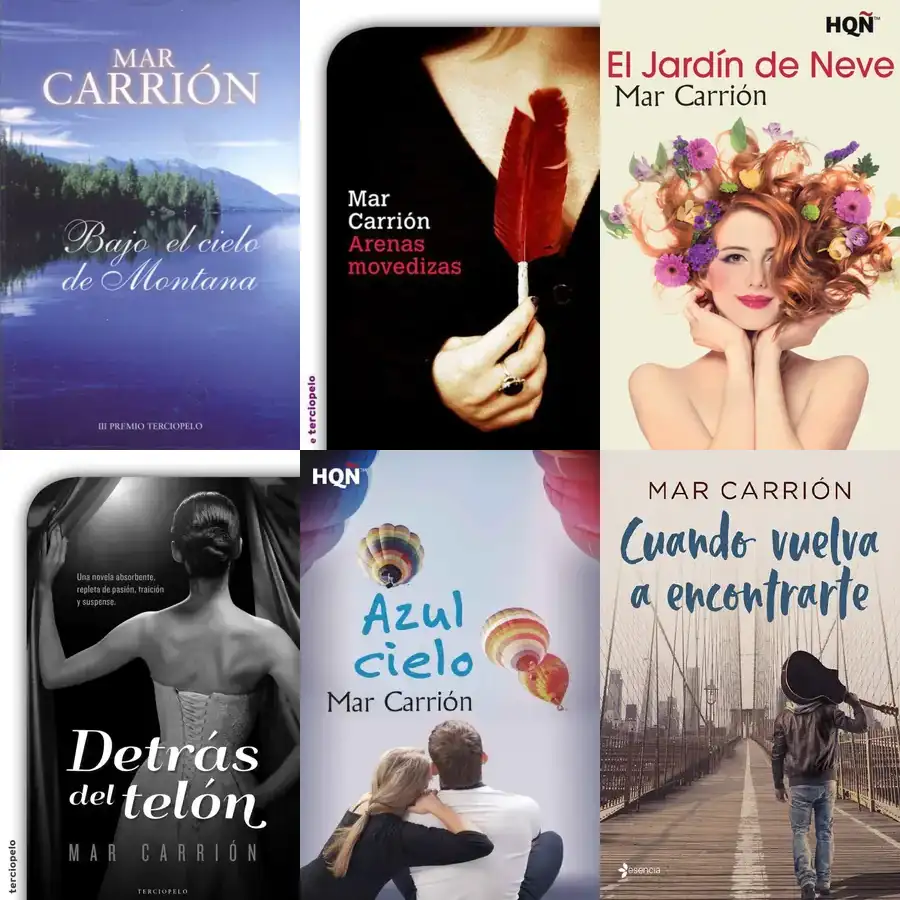 MAR
CARRIÓN
Bajo el cielo
de Montana
III PREMIO TERCIOPELO
Mar
Carrión
Arenas
movedizas
e terciopelo
HQÑ™
El Jardín de Neve
Mar Carrión
Una novela absorbente,
repleta de pasión, traición
y suspense.
Detrás
del telón
MAR CARRIÓN
TERCIOPELO
terciopelo
HQÑ
Azul
cielo
Mar Carrión
MAR CARRIÓN
Cuando vuelva
a encontrarte
esencia